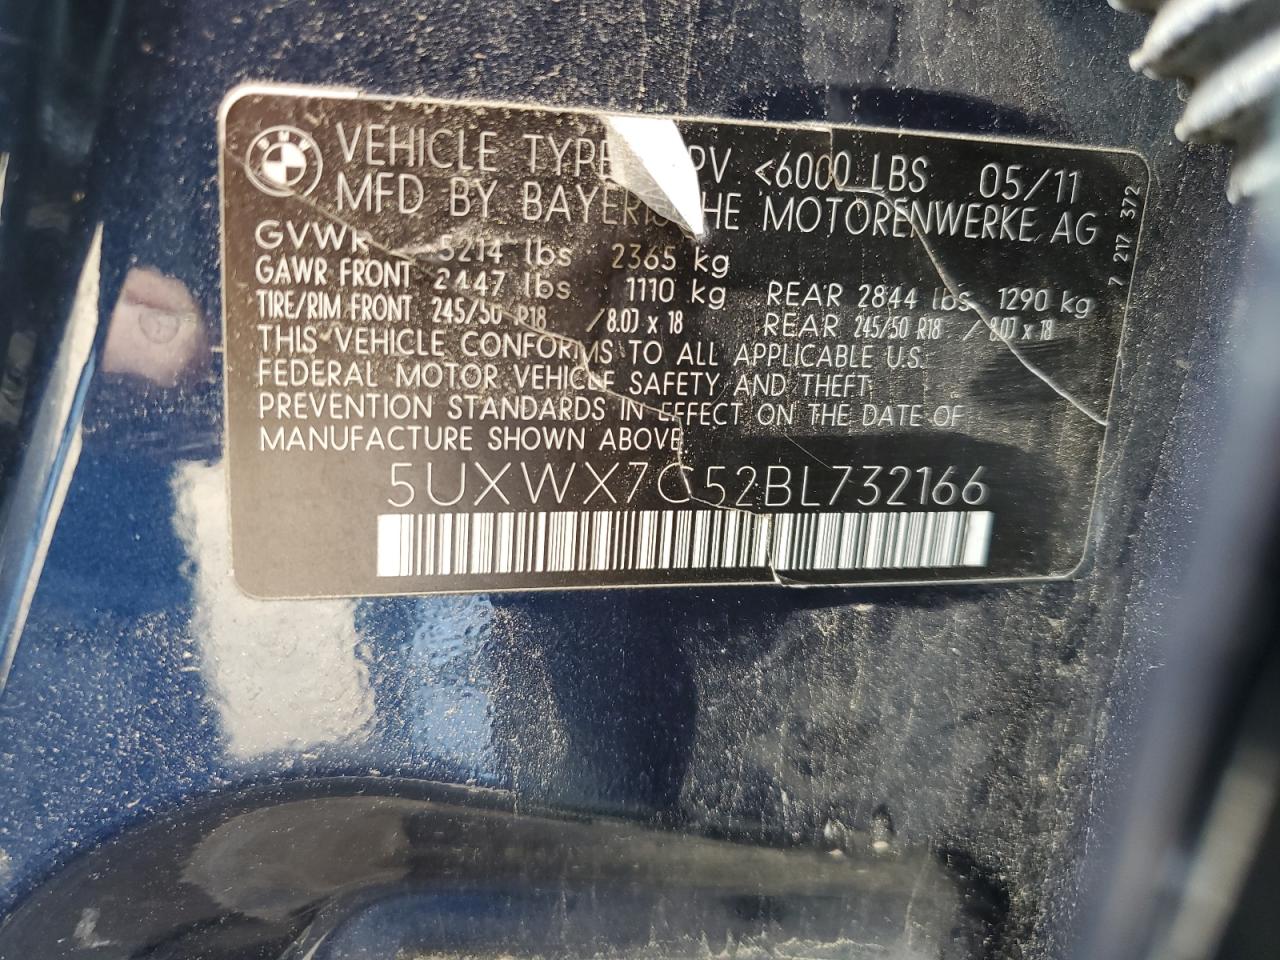 VEHICLE TYPE MPV <6000 LBS 05/11
MFD BY BAYERISCHE MOTORENWERKE AG
GVWR 5214 lbs 2365 kg
GAWR FRONT 2447 lbs 1110 kg REAR 2844 lbs 1290 kg
TIRE/RIM FRONT 245/50 R18 /8.0J x 18 REAR 245/50 R18 /8.0J x 18
THIS VEHICLE CONFORMS TO ALL APPLICABLE U.S.
FEDERAL MOTOR VEHICLE SAFETY AND THEFT
PREVENTION STANDARDS IN EFFECT ON THE DATE OF
MANUFACTURE SHOWN ABOVE
5UXWX7C52BL732166
7 217 372